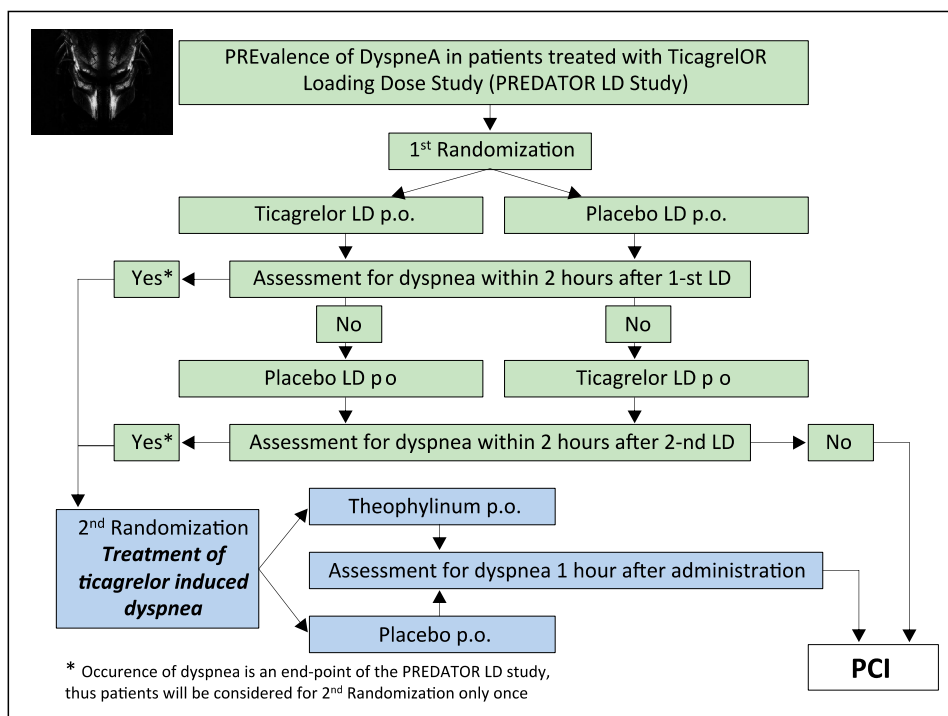 PREvalence of DyspneA in patients treated with TicagrelOR
Loading Dose Study (PREDATOR LD Study)
1st Randomization
Ticagrelor LD p.o.
Placebo LD p.o.
Yes*
Assessment for dyspnea within 2 hours after 1-st LD
No
No
Placebo LD p o
Ticagrelor LD p o
Yes*
Assessment for dyspnea within 2 hours after 2-nd LD
No
2nd Randomization
Treatment of
ticagrelor induced
dyspnea
Theophylinum p.o.
Assessment for dyspnea 1 hour after administration
Placebo p.o.
PCI
* Occurence of dyspnea is an end-point of the PREDATOR LD study,
thus patients will be considered for 2nd Randomization only once